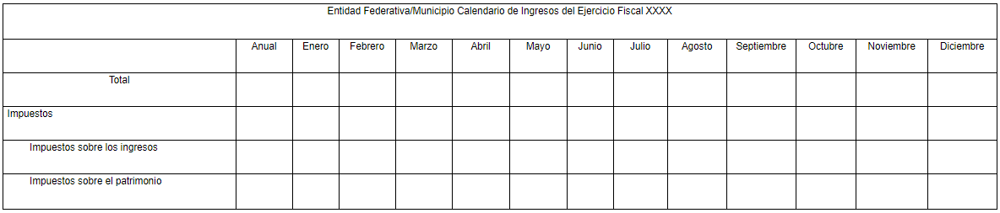 Entidad Federativa/Municipio Calendario de Ingresos del Ejercicio Fiscal XXXX
Anual Enero Febrero Marzo Abril Mayo Junio Julio Agosto Septiembre Octubre Noviembre Diciembre
Total
Impuestos
Impuestos sobre los ingresos
Impuestos sobre el patrimonio